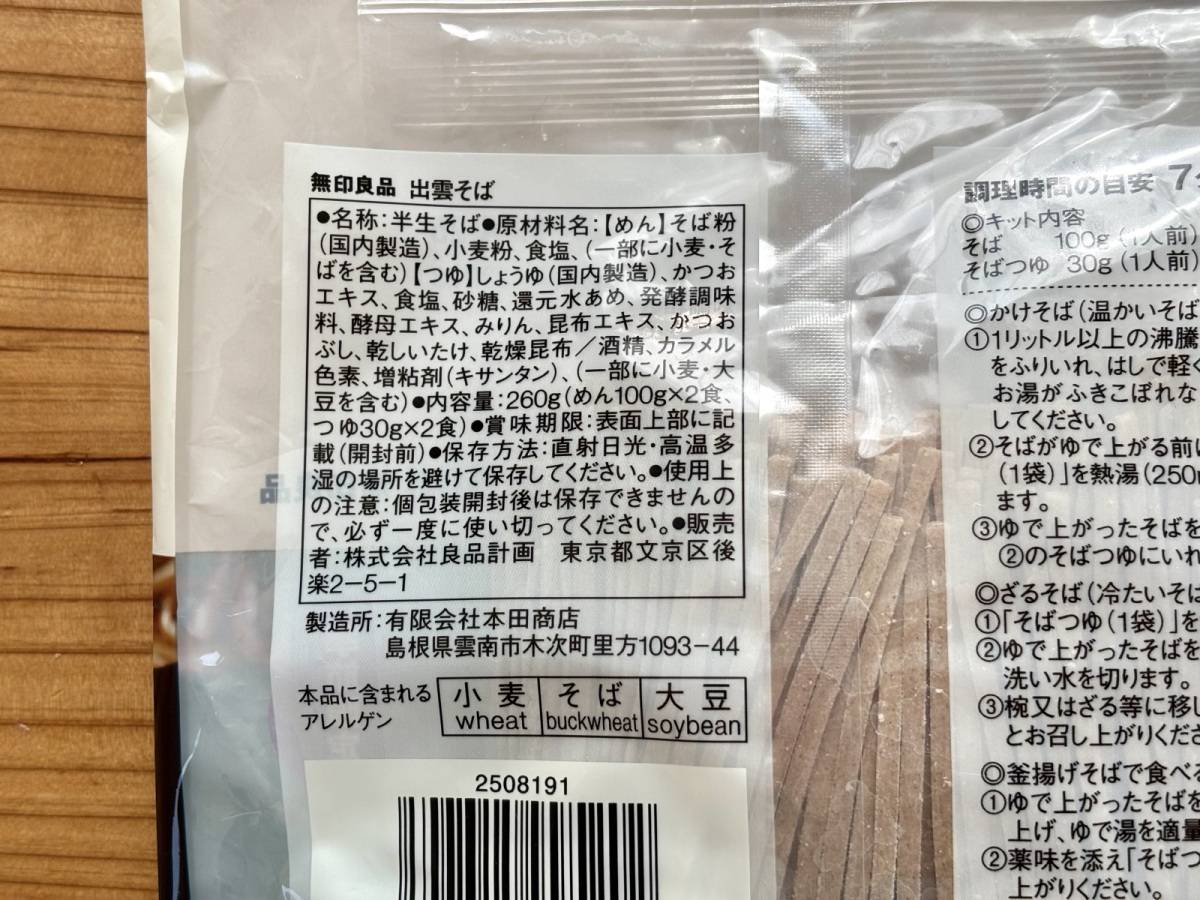 無印良品 出雲そば
●名称:半生そば●原材料名:【めん】そば粉
(国内製造)、小麦粉、食塩、(一部に小麦・そ
ばを含む)【つゆ】しょうゆ(国内製造)、かつお
エキス、食塩、砂糖、還元水あめ、発酵調味
料、酵母エキス、みりん、昆布エキス、かつお
ぶし、乾しいたけ、乾燥昆布/酒精、カラメル
色素、増粘剤(キサンタン)、(一部に小麦・大
豆を含む)●内容量:260g(めん100g×2食、
つゆ30g×2食)●賞味期限:表面上部に記
載(開封前)●保存方法:直射日光・高温多
湿の場所を避けて保存してください。●使用上
の注意:個包装開封後は保存できませんの
で、必ず一度に使い切ってください。●販売
者:株式会社良品計画 東京都文京区後
楽2-5-1
製造所:有限会社本田商店
島根県雲南市木次町里方1093-44
本品に含まれる
アレルゲン
小麦 そば 大豆
wheat buckwheat soybean
2508191
調理時間の目安 7
◎キット内容
そば 100g(1人前)
そばつゆ 30g(1人前)
◎かけそば(温かいそば
①1リットル以上の沸騰
をふりいれ、はしで軽く
お湯がふきこぼれな
してください。
②そばがゆで上がる前に
(1袋)」を熱湯(250
ます。
③ゆで上がったそばを
②のそばつゆにいれ
◎ざるそば(冷たいそば
①「そばつゆ(1袋)」を
②ゆで上がったそばを
洗い水を切ります。
③椀又はざる等に移し
とお召し上がりくださ
◎釜揚げそばで食べる
①ゆで上がったそばを
上げ、ゆで湯を適量
②薬味を添え「そばつ
上がりください。